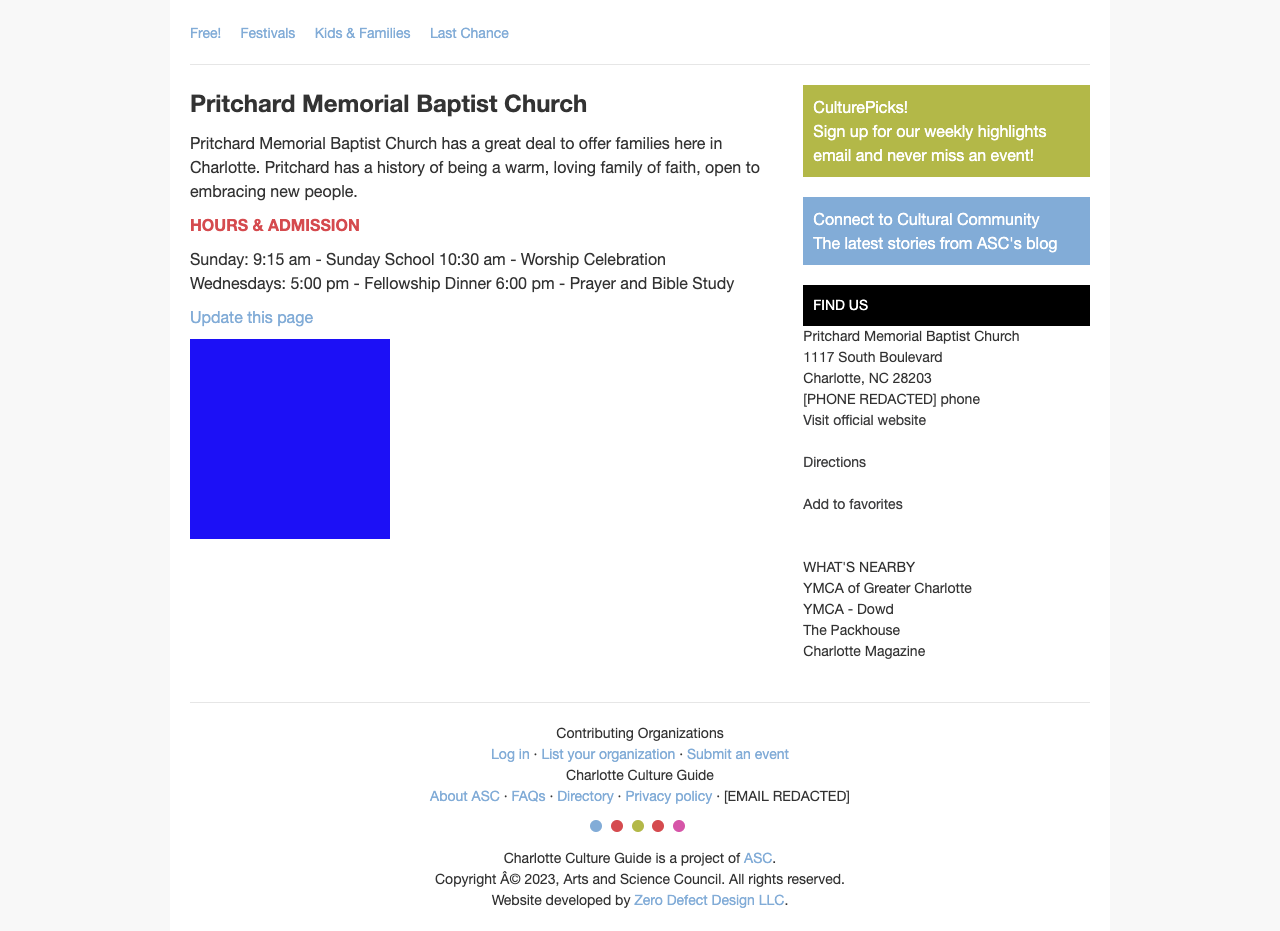 Free! Festivals Kids & Families Last Chance
Pritchard Memorial Baptist Church
Pritchard Memorial Baptist Church has a great deal to offer families here in
Charlotte. Pritchard has a history of being a warm, loving family of faith, open to
embracing new people.
HOURS & ADMISSION
Sunday: 9:15 am - Sunday School 10:30 am - Worship Celebration
Wednesdays: 5:00 pm - Fellowship Dinner 6:00 pm - Prayer and Bible Study
Update this page
CulturePicks!
Sign up for our weekly highlights
email and never miss an event!
Connect to Cultural Community
The latest stories from ASC's blog
FIND US
Pritchard Memorial Baptist Church
1117 South Boulevard
Charlotte, NC 28203
[PHONE REDACTED] phone
Visit official website
Directions
Add to favorites
WHAT'S NEARBY
YMCA of Greater Charlotte
YMCA - Dowd
The Packhouse
Charlotte Magazine
Contributing Organizations
Log in · List your organization · Submit an event
Charlotte Culture Guide
About ASC · FAQs · Directory · Privacy policy · [EMAIL REDACTED]
Charlotte Culture Guide is a project of ASC.
Copyright Â© 2023, Arts and Science Council. All rights reserved.
Website developed by Zero Defect Design LLC.